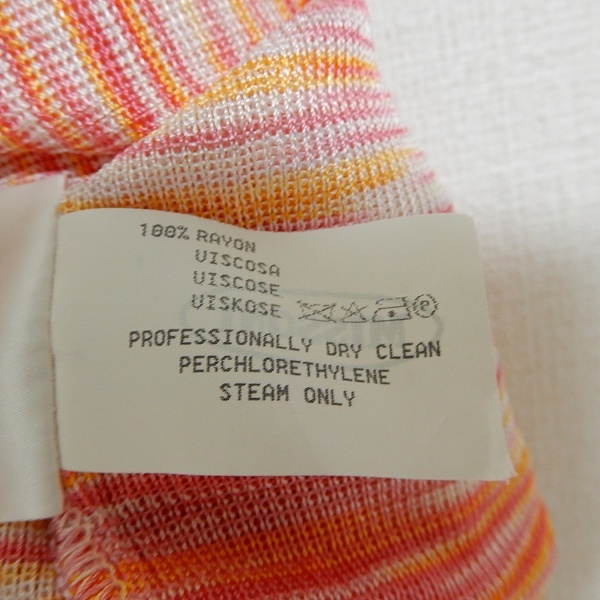 100% RAYON
VISCOSA
VISCOSE
VISKOSE
PROFESSIONALLY DRY CLEAN
PERCHLORETHYLENE
STEAM ONLY